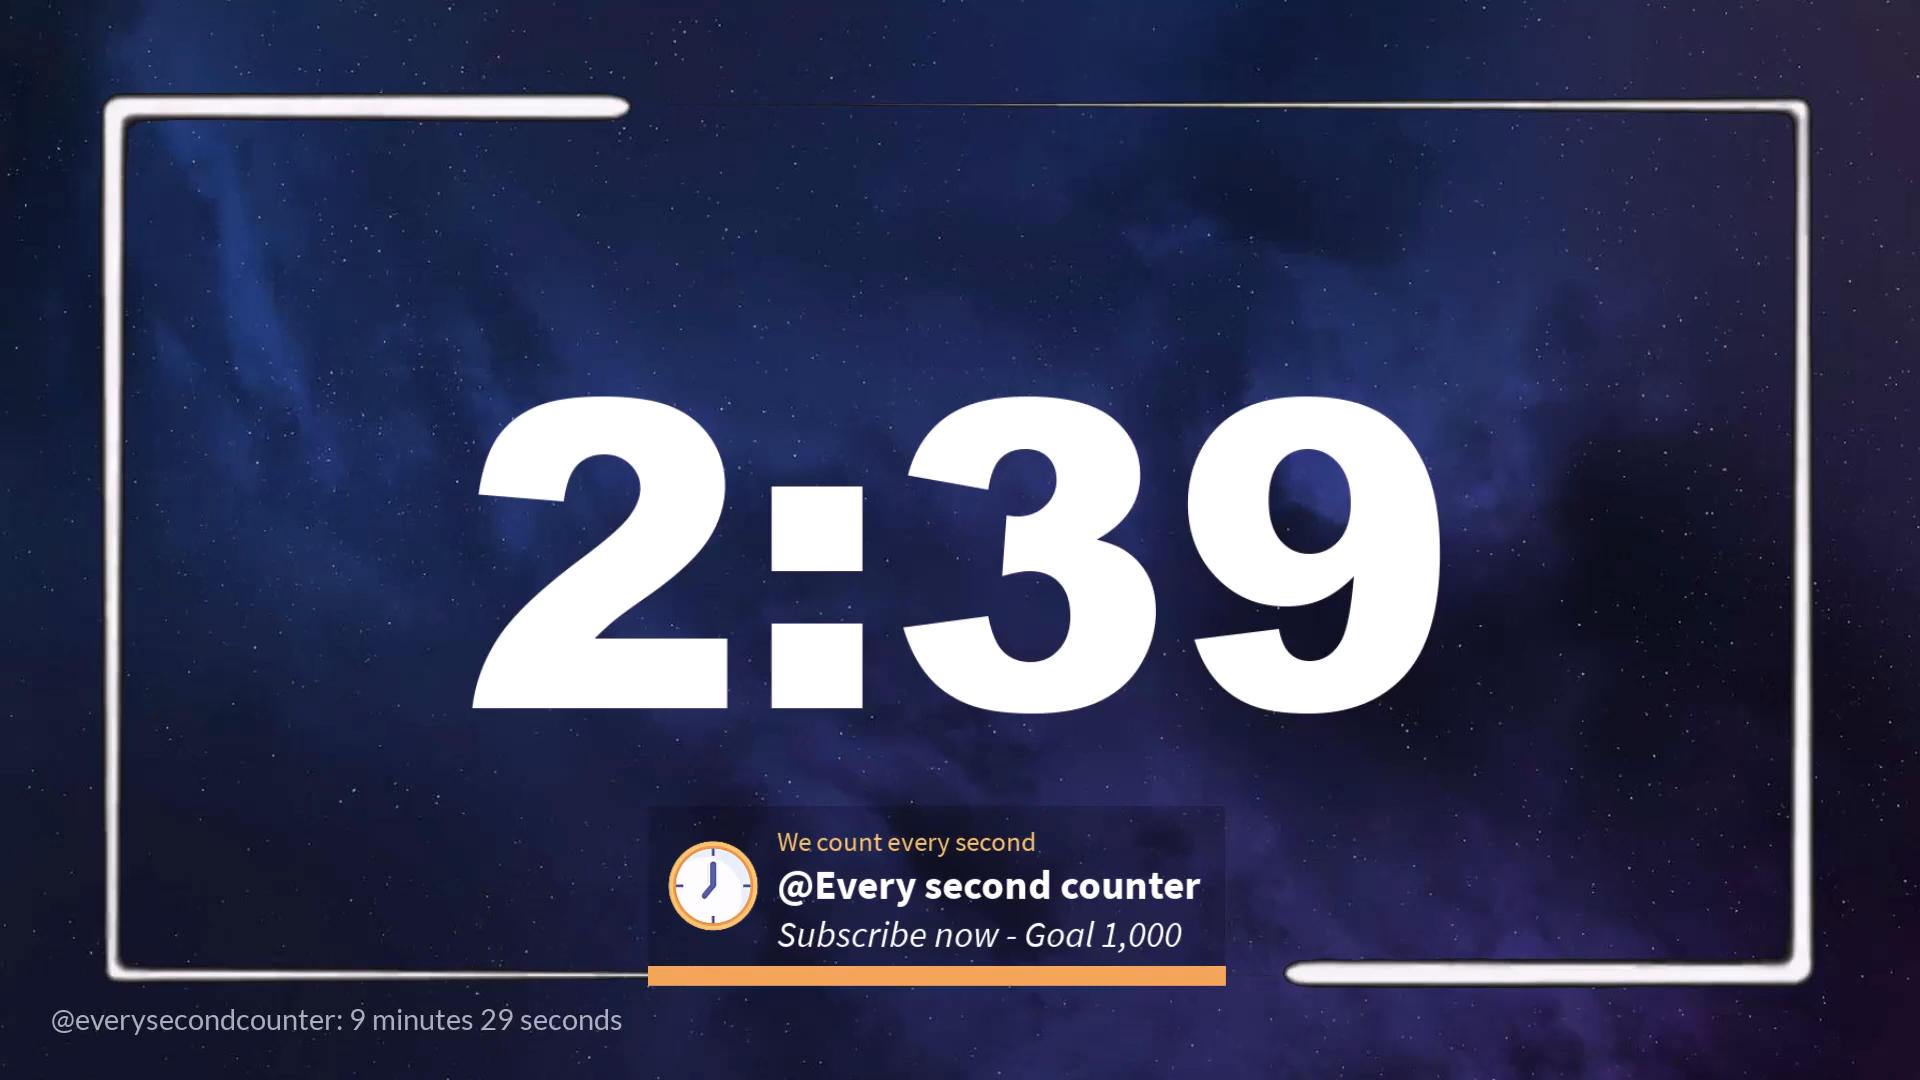 2:39
We count every second
@Every second counter
Subscribe now - Goal 1,000
@everysecondcounter: 9 minutes 29 seconds